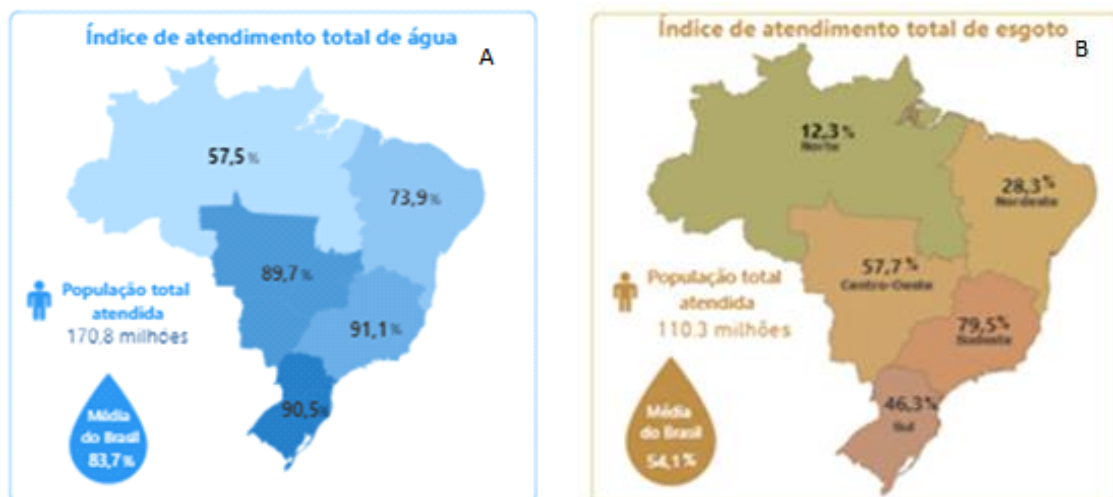 Índice de atendimento total de água
A
57,5 %
73,9 %
89,7 %
91,1 %
90,5%
População total
atendida
170,8 milhões
Média
do Brasil
83,7 %
Índice de atendimento total de esgoto
B
12,3 %
Norte
28,3 %
Nordeste
57,7 %
Centro-Oeste
79,5%
Sudeste
46,3%
Sul
População total
atendida
110.3 milhões
Média
do Brasil
54,1 %